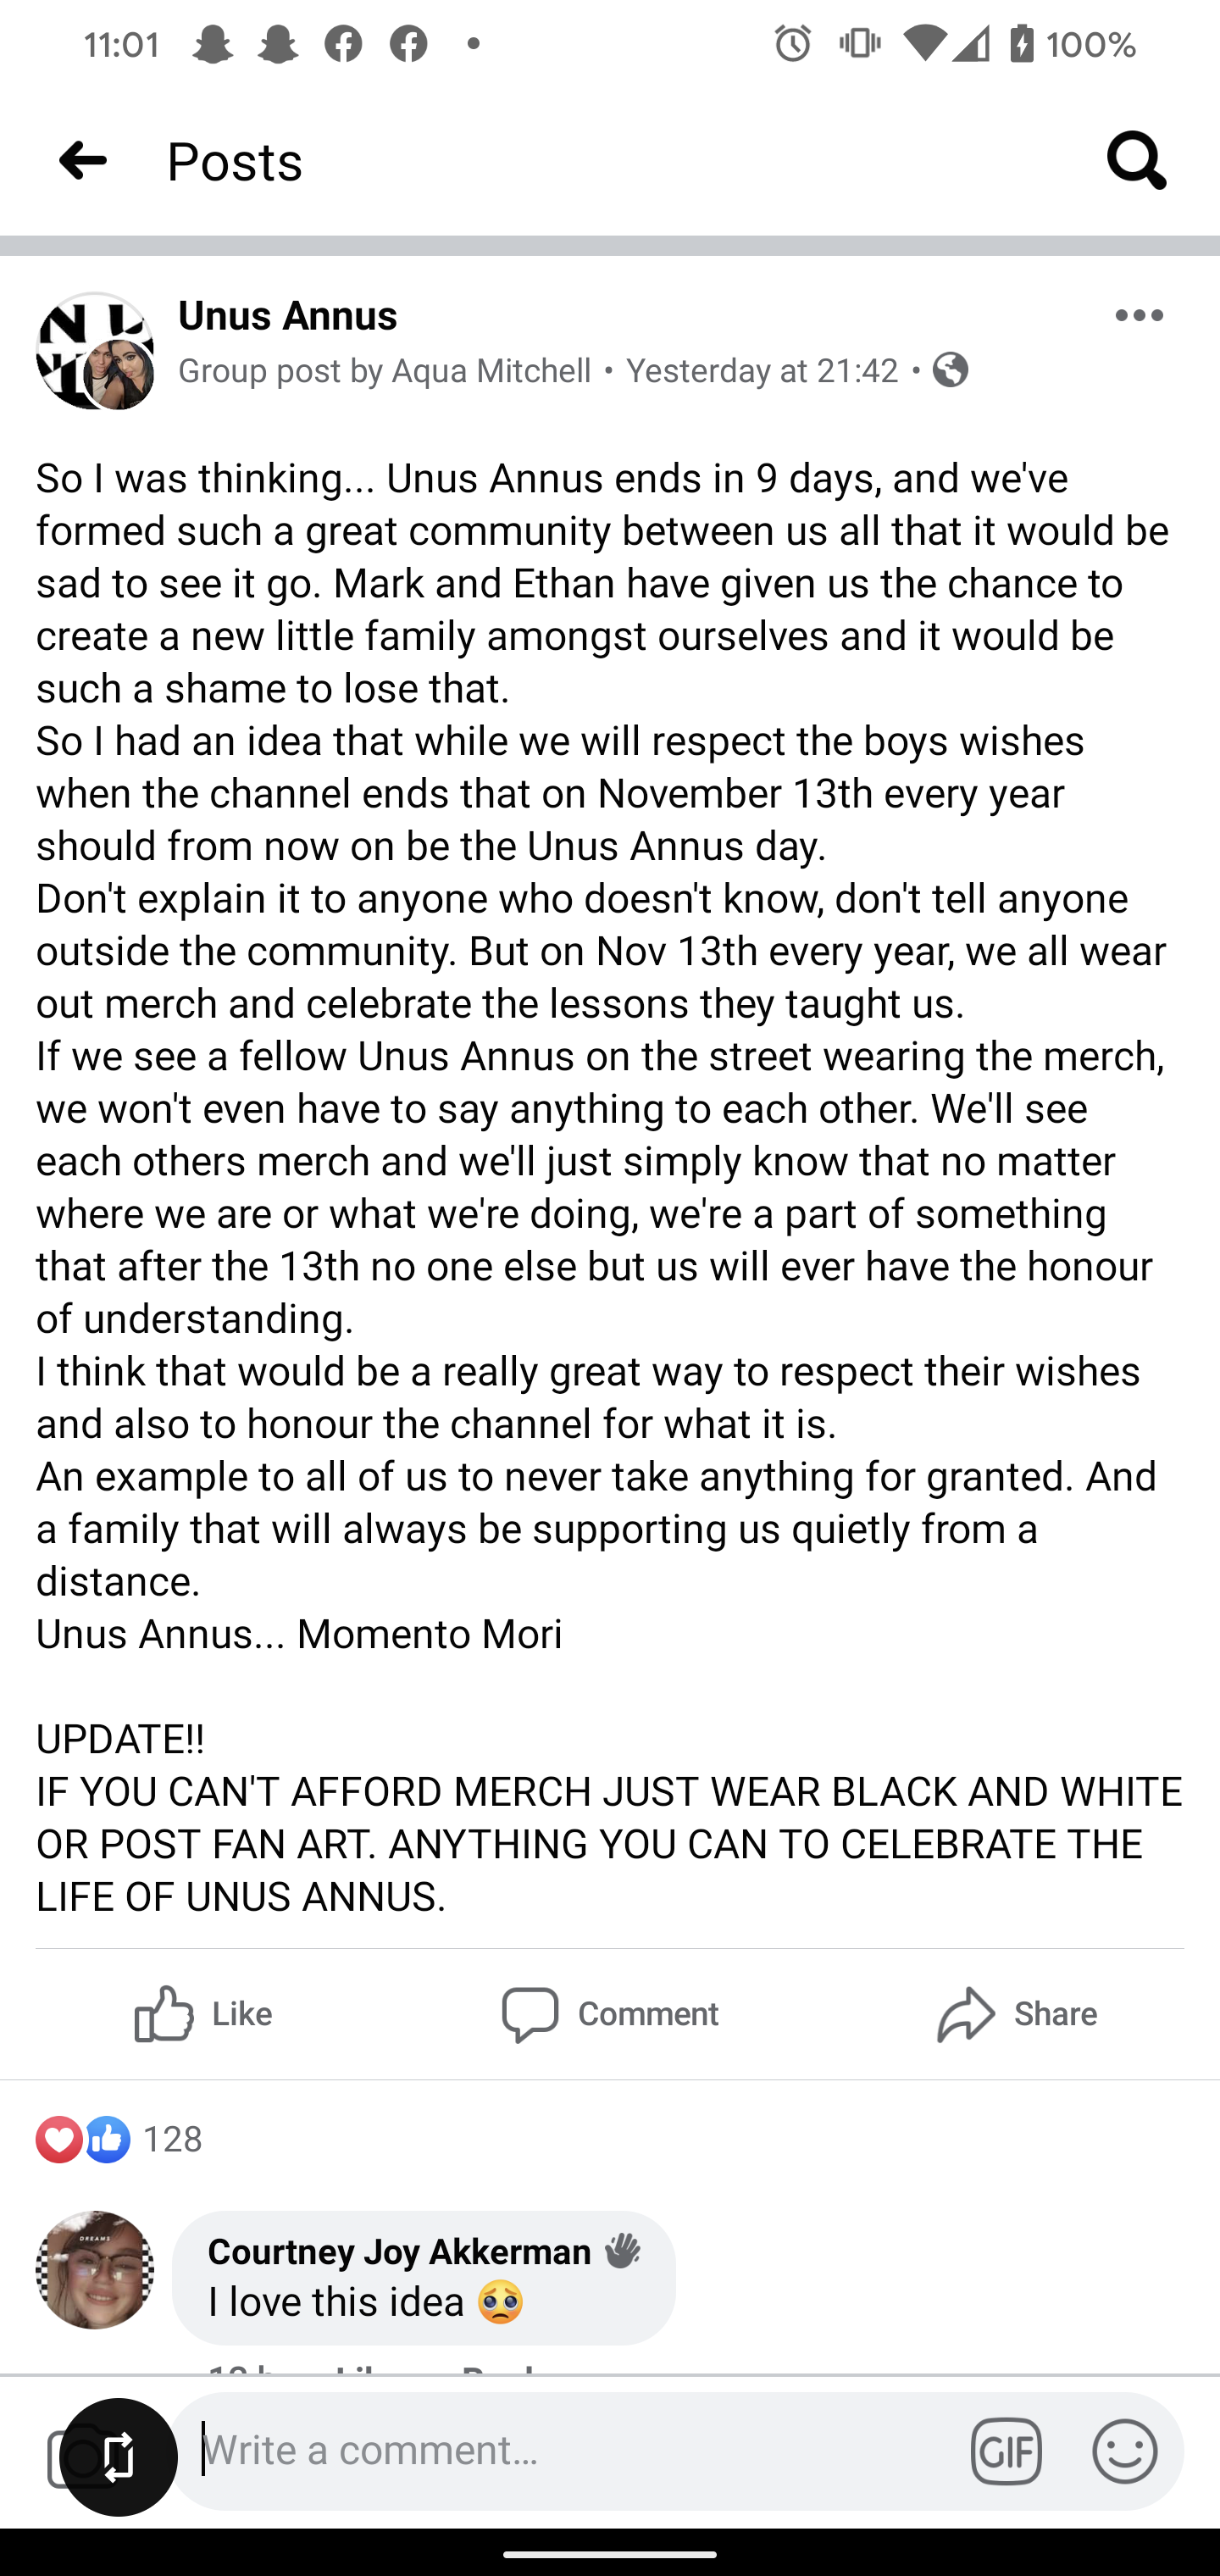 11:01
100%
Posts
Unus Annus
Group post by Aqua Mitchell • Yesterday at 21:42 •
So I was thinking... Unus Annus ends in 9 days, and we've
formed such a great community between us all that it would be
sad to see it go. Mark and Ethan have given us the chance to
create a new little family amongst ourselves and it would be
such a shame to lose that.
So I had an idea that while we will respect the boys wishes
when the channel ends that on November 13th every year
should from now on be the Unus Annus day.
Don't explain it to anyone who doesn't know, don't tell anyone
outside the community. But on Nov 13th every year, we all wear
out merch and celebrate the lessons they taught us.
If we see a fellow Unus Annus on the street wearing the merch,
we won't even have to say anything to each other. We'll see
each others merch and we'll just simply know that no matter
where we are or what we're doing, we're a part of something
that after the 13th no one else but us will ever have the honour
of understanding.
I think that would be a really great way to respect their wishes
and also to honour the channel for what it is.
An example to all of us to never take anything for granted. And
a family that will always be supporting us quietly from a
distance.
Unus Annus... Momento Mori
UPDATE!!
IF YOU CAN'T AFFORD MERCH JUST WEAR BLACK AND WHITE
OR POST FAN ART. ANYTHING YOU CAN TO CELEBRATE THE
LIFE OF UNUS ANNUS.
Like Comment Share
128
DREAMS
Courtney Joy Akkerman 👋
I love this idea 🥺
Write a comment...
GIF